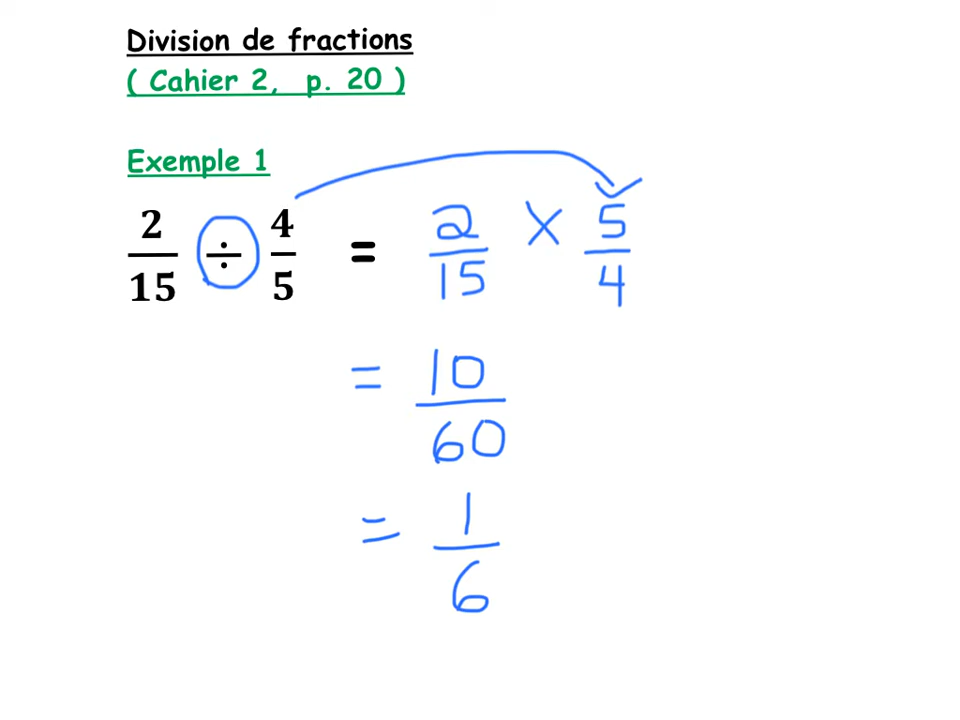 Division de fractions
( Cahier 2, p. 20 )
Exemple 1
2/15 ÷ 4/5 = 2/15 × 5/4
= 10/60
= 1/6